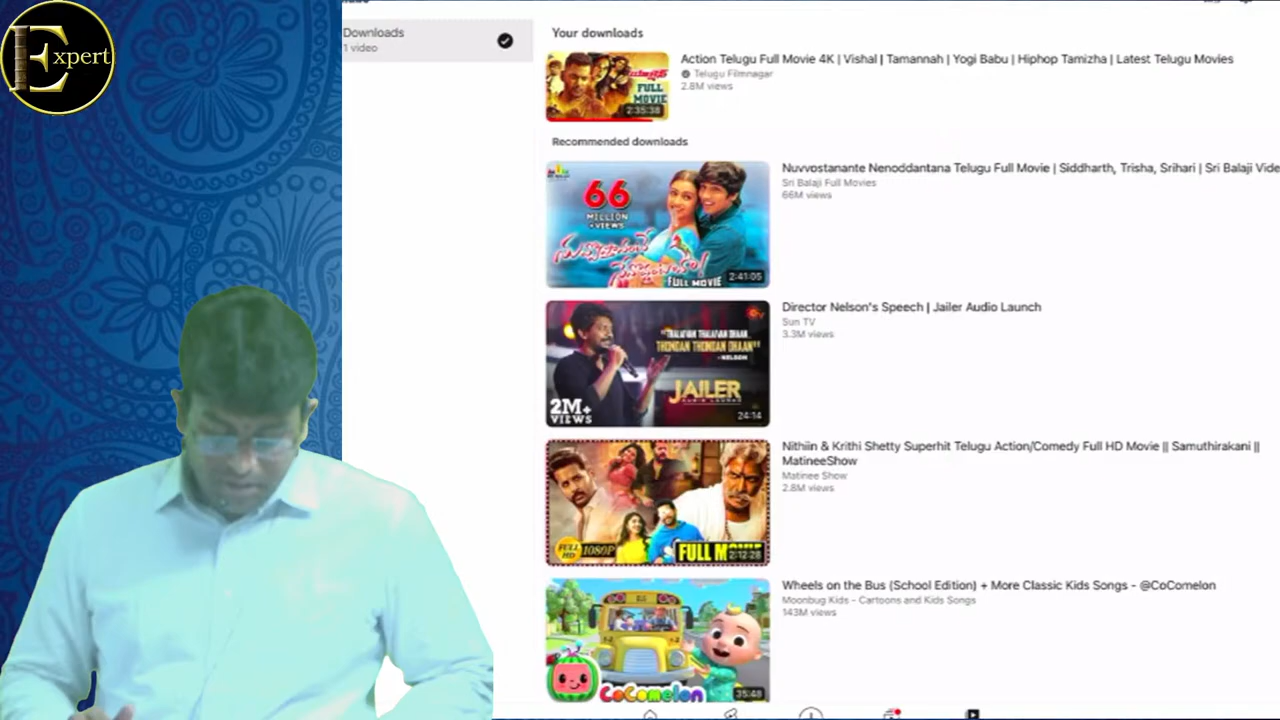 Expert
Downloads
1 video
Your downloads
యాక్షన్
FULL
MOVIE
2:35:38
Action Telugu Full Movie 4K | Vishal | Tamannah | Yogi Babu | Hiphop Tamizha | Latest Telugu Movies
Telugu Filmnagar
2.8M views
Recommended downloads
66
MILLION
+VIEWS
నువ్వొస్తానంటే
నేనొద్దంటానా!
FULL MOVIE
2:41:05
Nuvvostanante Nenoddantana Telugu Full Movie | Siddharth, Trisha, Srihari | Sri Balaji Vide
Sri Balaji Full Movies
66M views
"THALAIVAN THALAIVAN DHAAN
THONDAN THONDAN DHAAN"
-NELSON
JAILER
AUDIO LAUNCH
2M+
VIEWS
24:14
Director Nelson's Speech | Jailer Audio Launch
Sun TV
3.3M views
FULL
HD
1080P
FULL M
2:12:28
Nithiin & Krithi Shetty Superhit Telugu Action/Comedy Full HD Movie || Samuthirakani ||
MatineeShow
Matinee Show
2.8M views
CoComelon
35:48
Wheels on the Bus (School Edition) + More Classic Kids Songs - @CoComelon
Moonbug Kids - Cartoons and Kids Songs
143M views